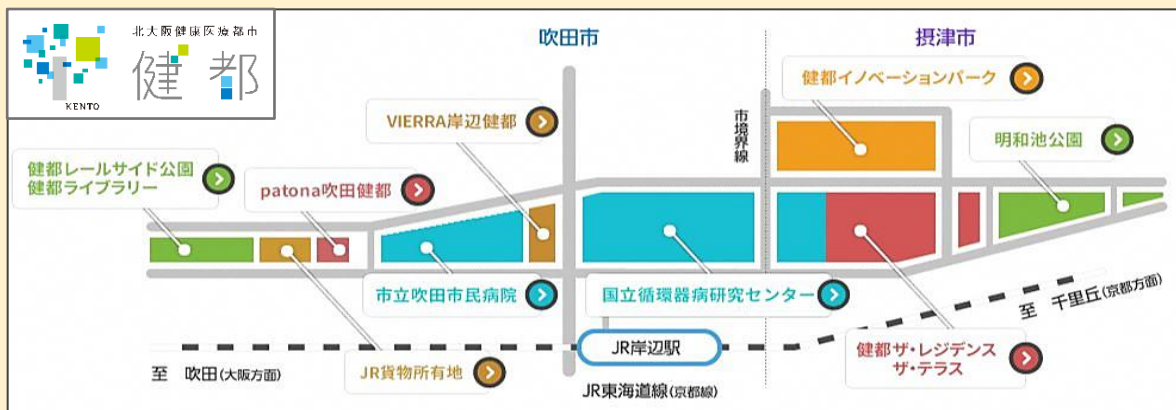 北大阪健康医療都市
健都
KENTO
吹田市
摂津市
健都イノベーションパーク
VIERRA岸辺健都
市境界線
明和池公園
健都レールサイド公園
健都ライブラリー
patona吹田健都
市立吹田市民病院
国立循環器病研究センター
至 千里丘(京都方面)
JR岸辺駅
健都ザ・レジデンス
ザ・テラス
至 吹田(大阪方面)
JR貨物所有地
JR東海道線(京都線)